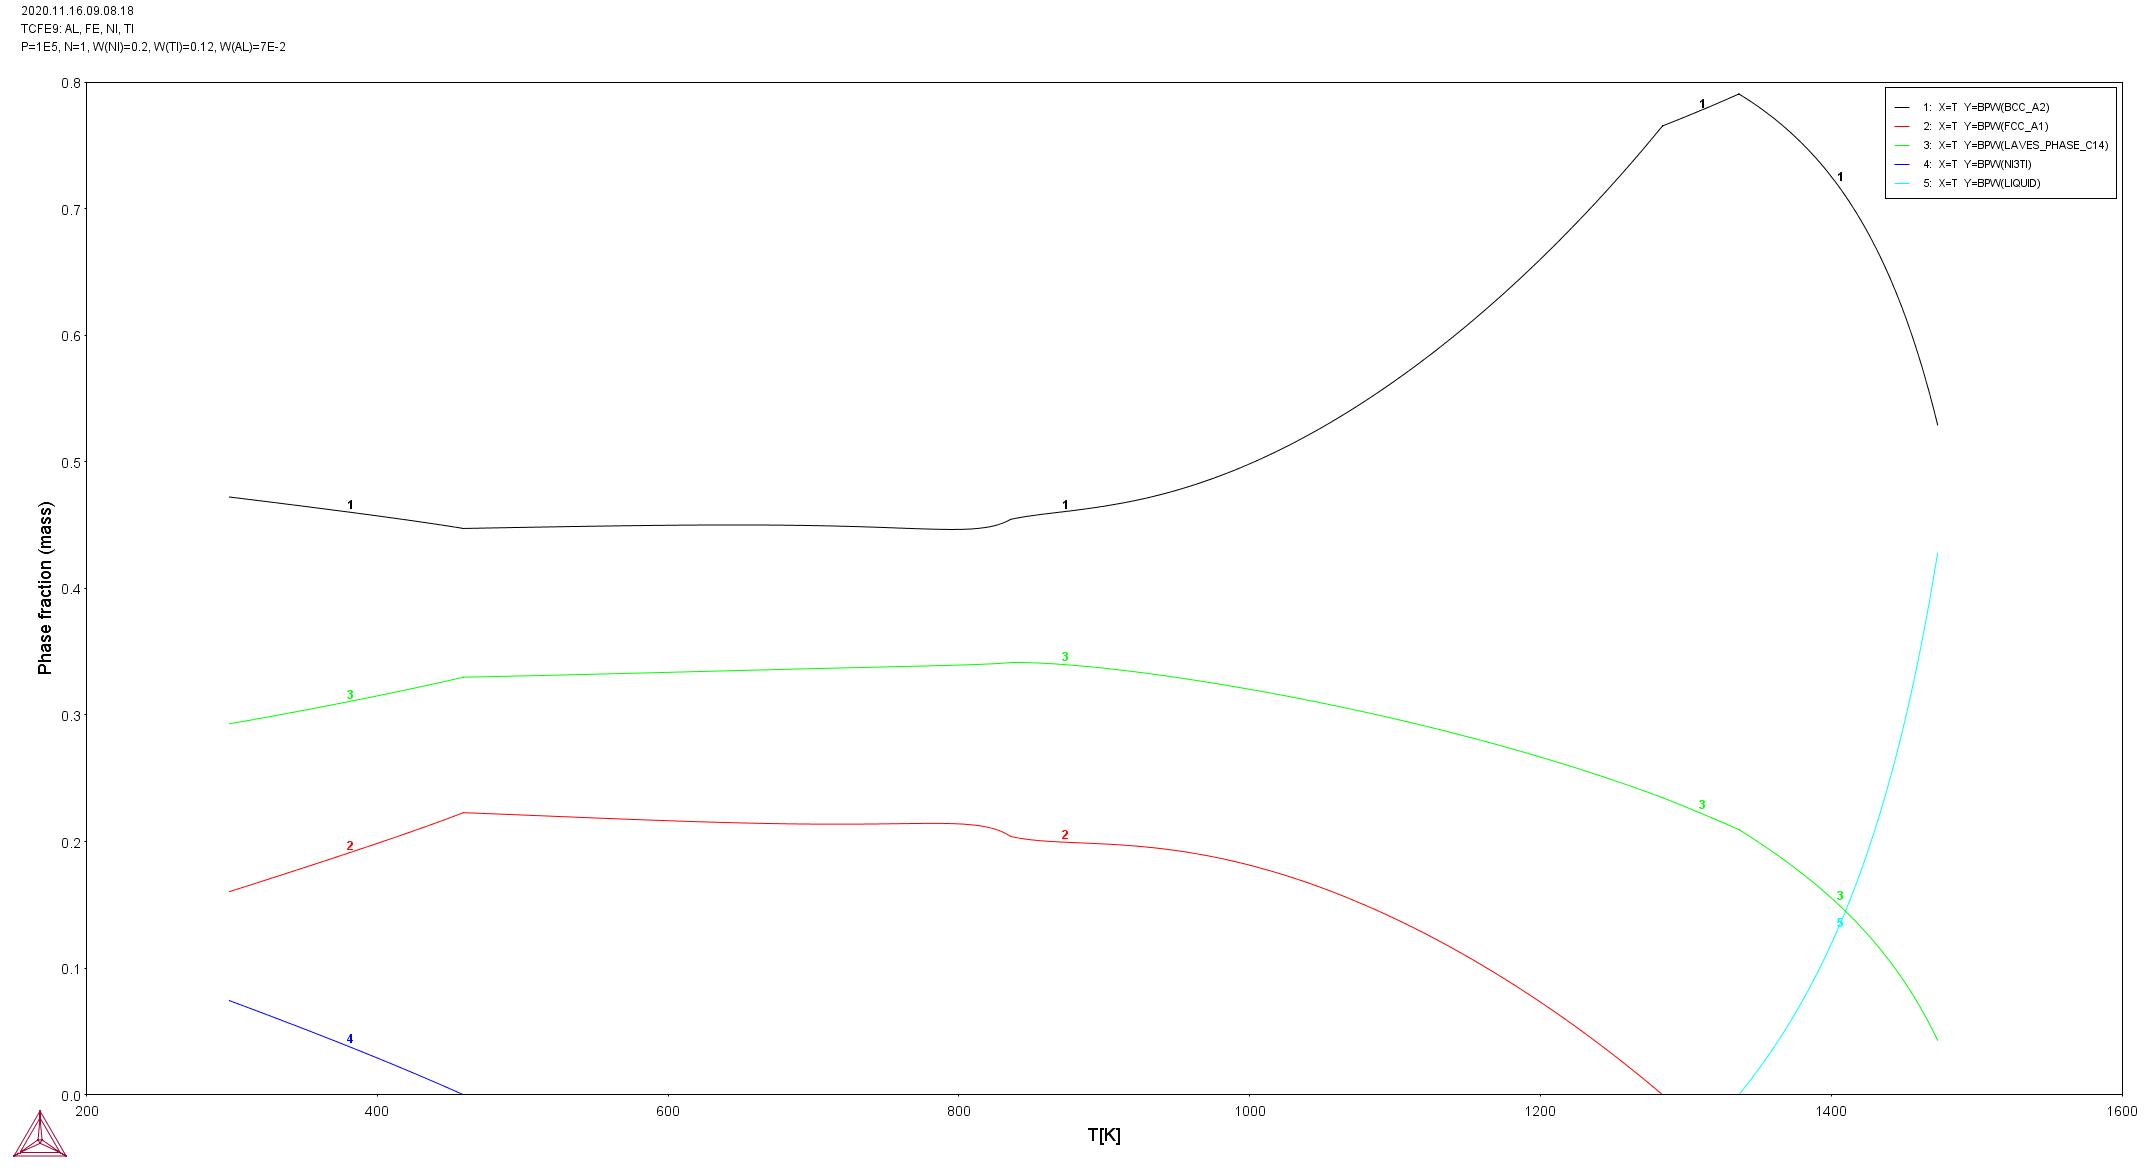 2020.11.16.09.08.18
TCFE9: AL, FE, NI, TI
P=1E5, N=1, W(NI)=0.2, W(TI)=0.12, W(AL)=7E-2
1: X=T Y=BPW(BCC_A2)
2: X=T Y=BPW(FCC_A1)
3: X=T Y=BPW(LAVES_PHASE_C14)
4: X=T Y=BPW(NI3TI)
5: X=T Y=BPW(LIQUID)
Phase fraction (mass)
0.8
0.7
0.6
0.5
0.4
0.3
0.2
0.1
0.0
1
1
1
1
3
3
3
3
2
2
5
4
200 400 600 800 1000 1200 1400 1600
T[K]